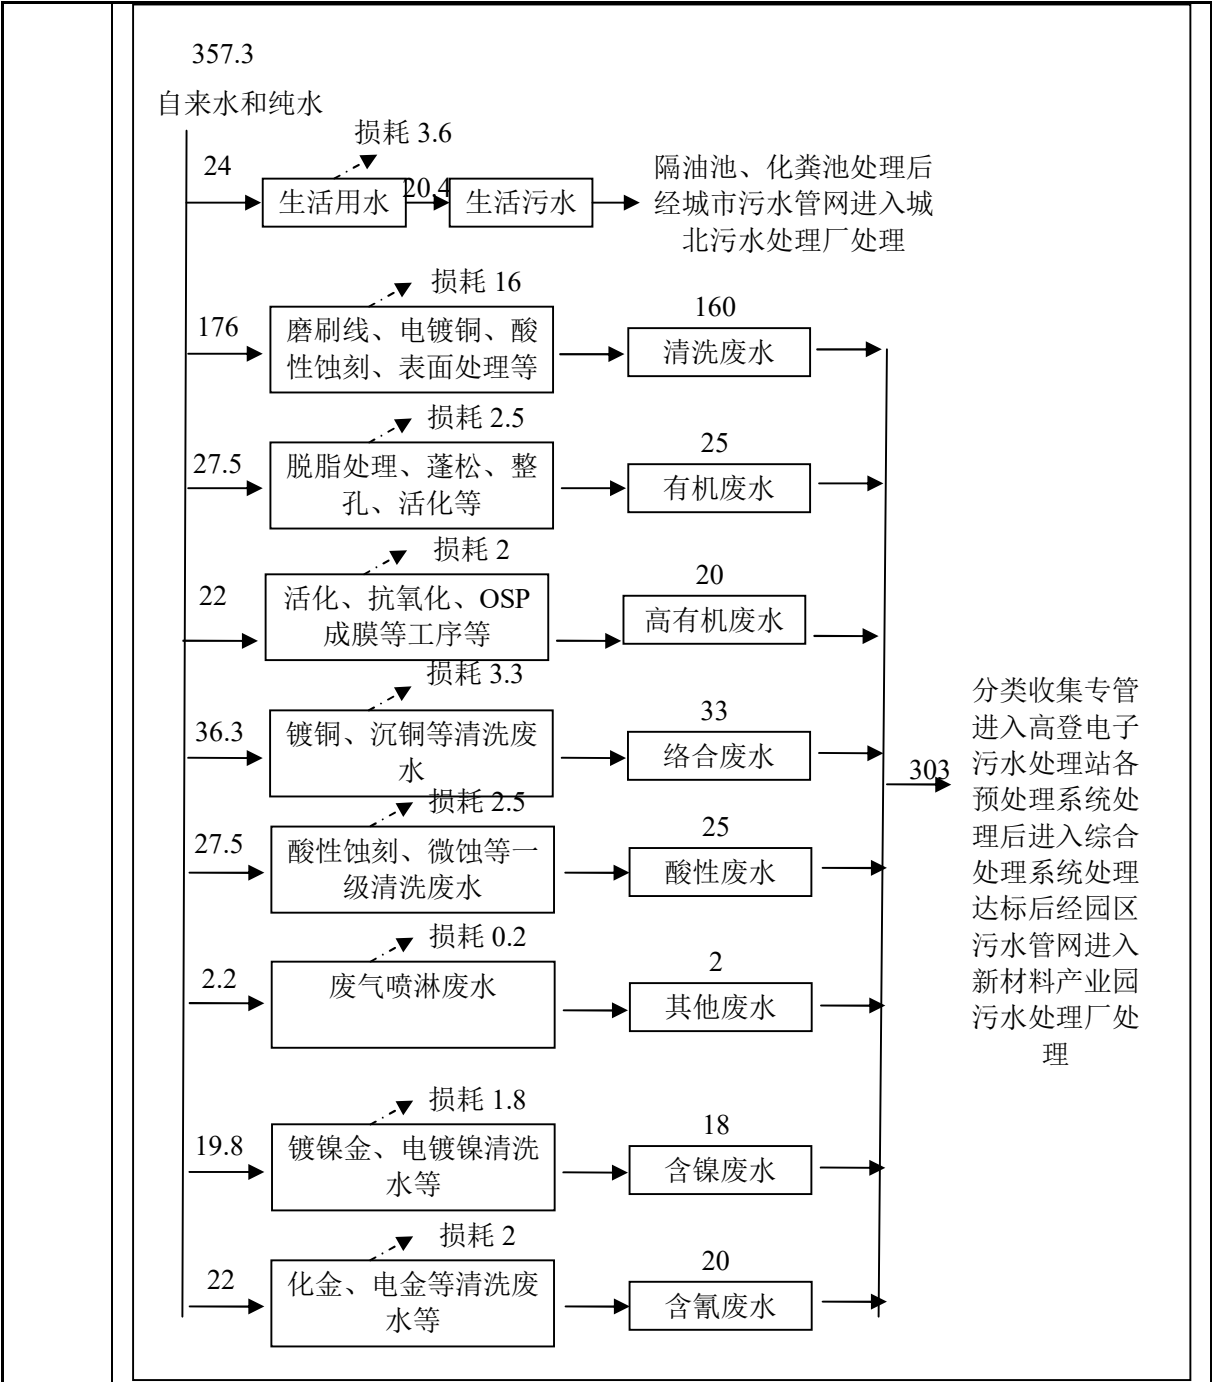 357.3
自来水和纯水
损耗 3.6
24
生活用水
20.4
生活污水
隔油池、化粪池处理后
经城市污水管网进入城
北污水处理厂处理
损耗 16
176
磨刷线、电镀铜、酸
性蚀刻、表面处理等
160
清洗废水
损耗 2.5
27.5
脱脂处理、蓬松、整
孔、活化等
25
有机废水
损耗 2
22
活化、抗氧化、OSP
成膜等工序等
20
高有机废水
损耗 3.3
36.3
镀铜、沉铜等清洗废
水
33
络合废水
损耗 2.5
27.5
酸性蚀刻、微蚀等一
级清洗废水
25
酸性废水
损耗 0.2
2.2
废气喷淋废水
2
其他废水
损耗 1.8
19.8
镀镍金、电镀镍清洗
水等
18
含镍废水
损耗 2
22
化金、电金等清洗废
水等
20
含氰废水
303
分类收集专管
进入高登电子
污水处理站各
预处理系统处
理后进入综合
处理系统处理
达标后经园区
污水管网进入
新材料产业园
污水处理厂处
理